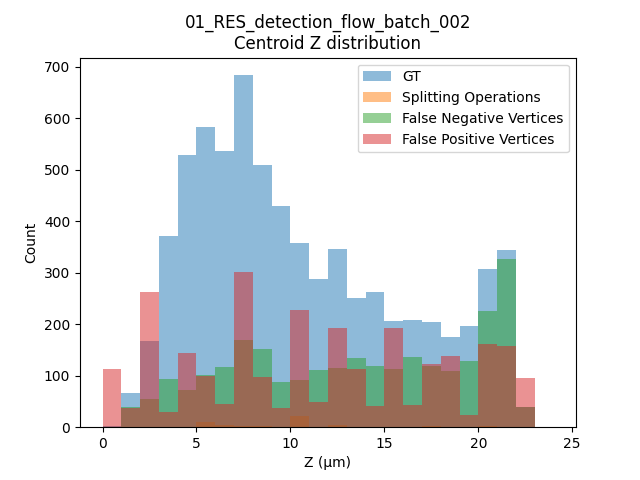 01_RES_detection_flow_batch_002
Centroid Z distribution
GT
Splitting Operations
False Negative Vertices
False Positive Vertices
700
600
500
400
300
200
100
0
Count
0 5 10 15 20 25
Z (μm)